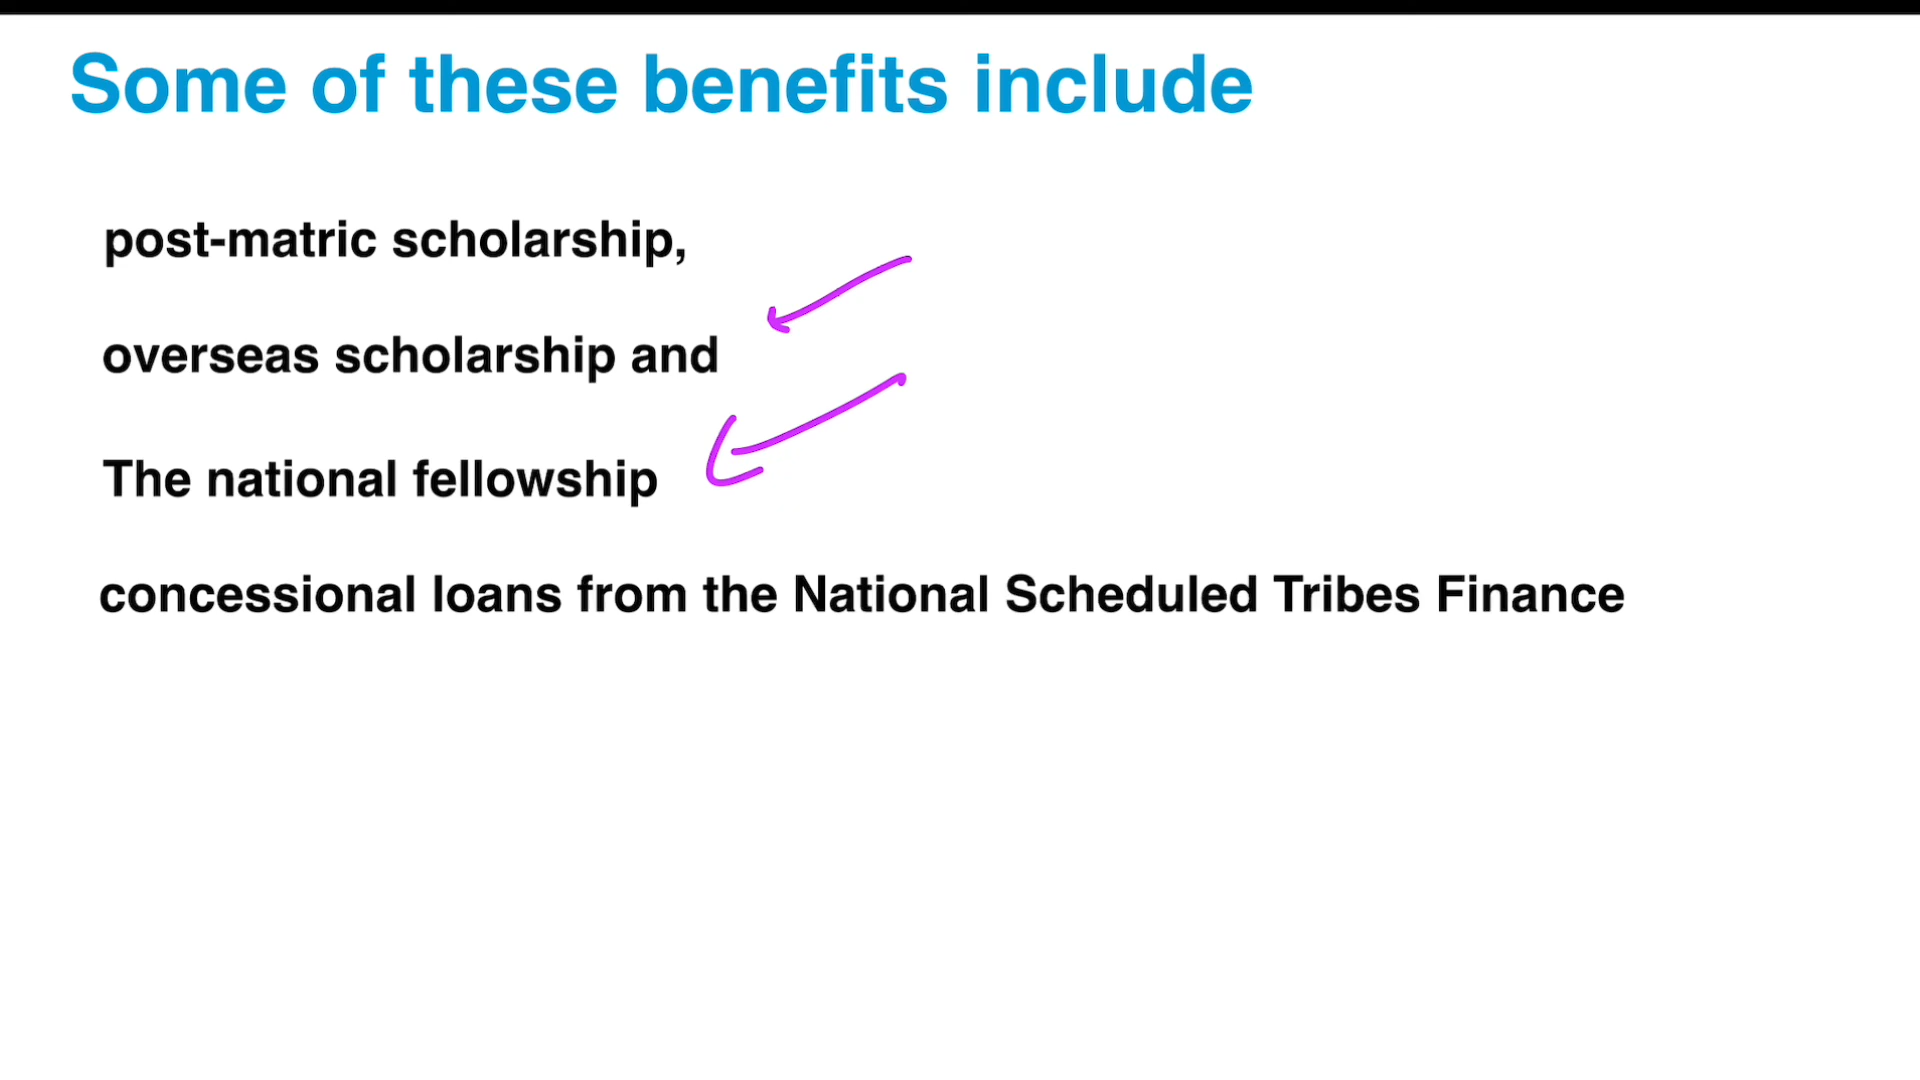 Some of these benefits include
post-matric scholarship,
overseas scholarship and
The national fellowship
concessional loans from the National Scheduled Tribes Finance